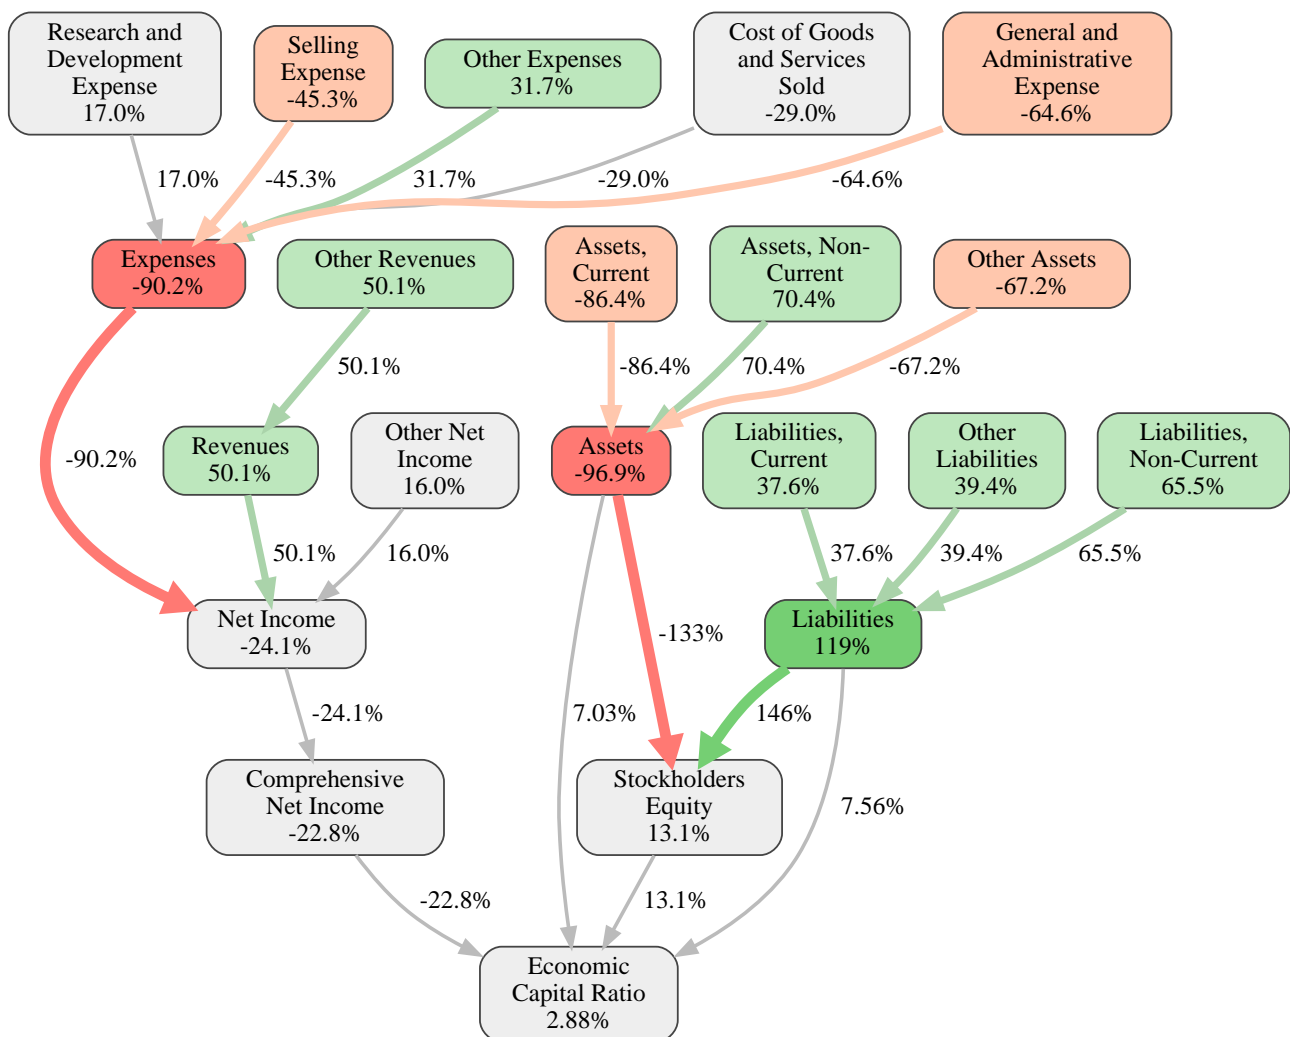 Research and
Development
Expense
17.0%
Selling
Expense
-45.3%
Other Expenses
31.7%
Cost of Goods
and Services
Sold
-29.0%
General and
Administrative
Expense
-64.6%
17.0%
-45.3%
31.7%
-29.0%
-64.6%
Expenses
-90.2%
Other Revenues
50.1%
Assets,
Current
-86.4%
Assets, Non-
Current
70.4%
Other Assets
-67.2%
50.1%
-86.4%
70.4%
-67.2%
-90.2%
Revenues
50.1%
Other Net
Income
16.0%
Assets
-96.9%
Liabilities,
Current
37.6%
Other
Liabilities
39.4%
Liabilities,
Non-Current
65.5%
50.1%
16.0%
37.6%
39.4%
65.5%
Net Income
-24.1%
-133%
Liabilities
119%
-24.1%
7.03%
146%
Comprehensive
Net Income
-22.8%
Stockholders
Equity
13.1%
7.56%
-22.8%
13.1%
Economic
Capital Ratio
2.88%